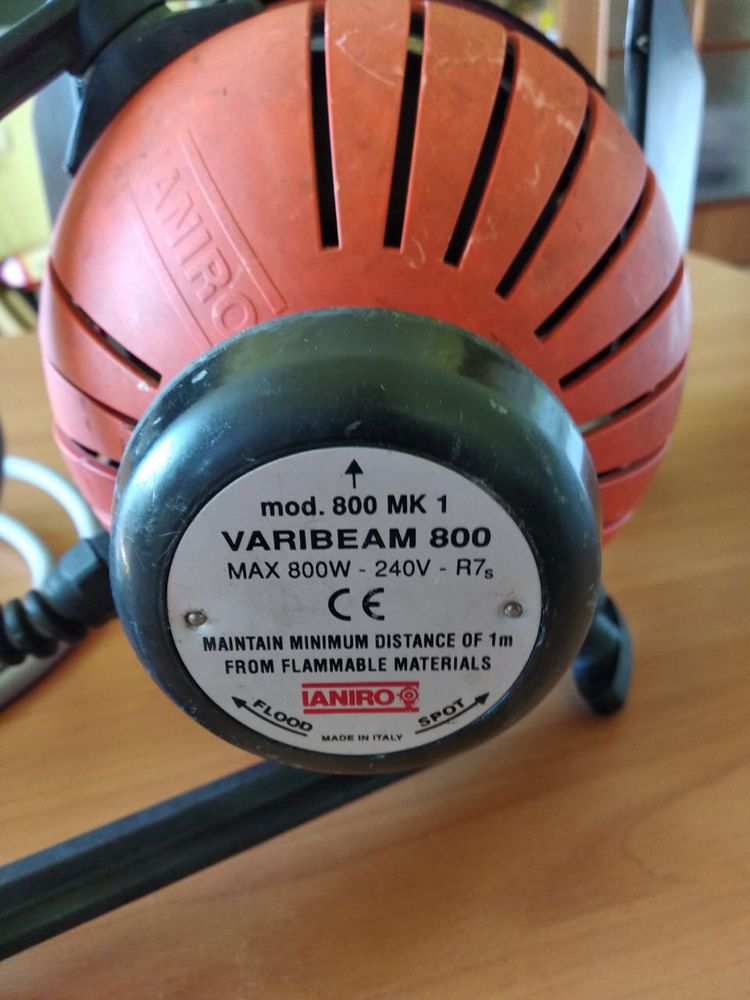 IANIRO
mod. 800 MK 1
VARIBEAM 800
MAX 800W - 240V - R7s
CE
MAINTAIN MINIMUM DISTANCE OF 1m
FROM FLAMMABLE MATERIALS
IANIRO
FLOOD
SPOT
MADE IN ITALY